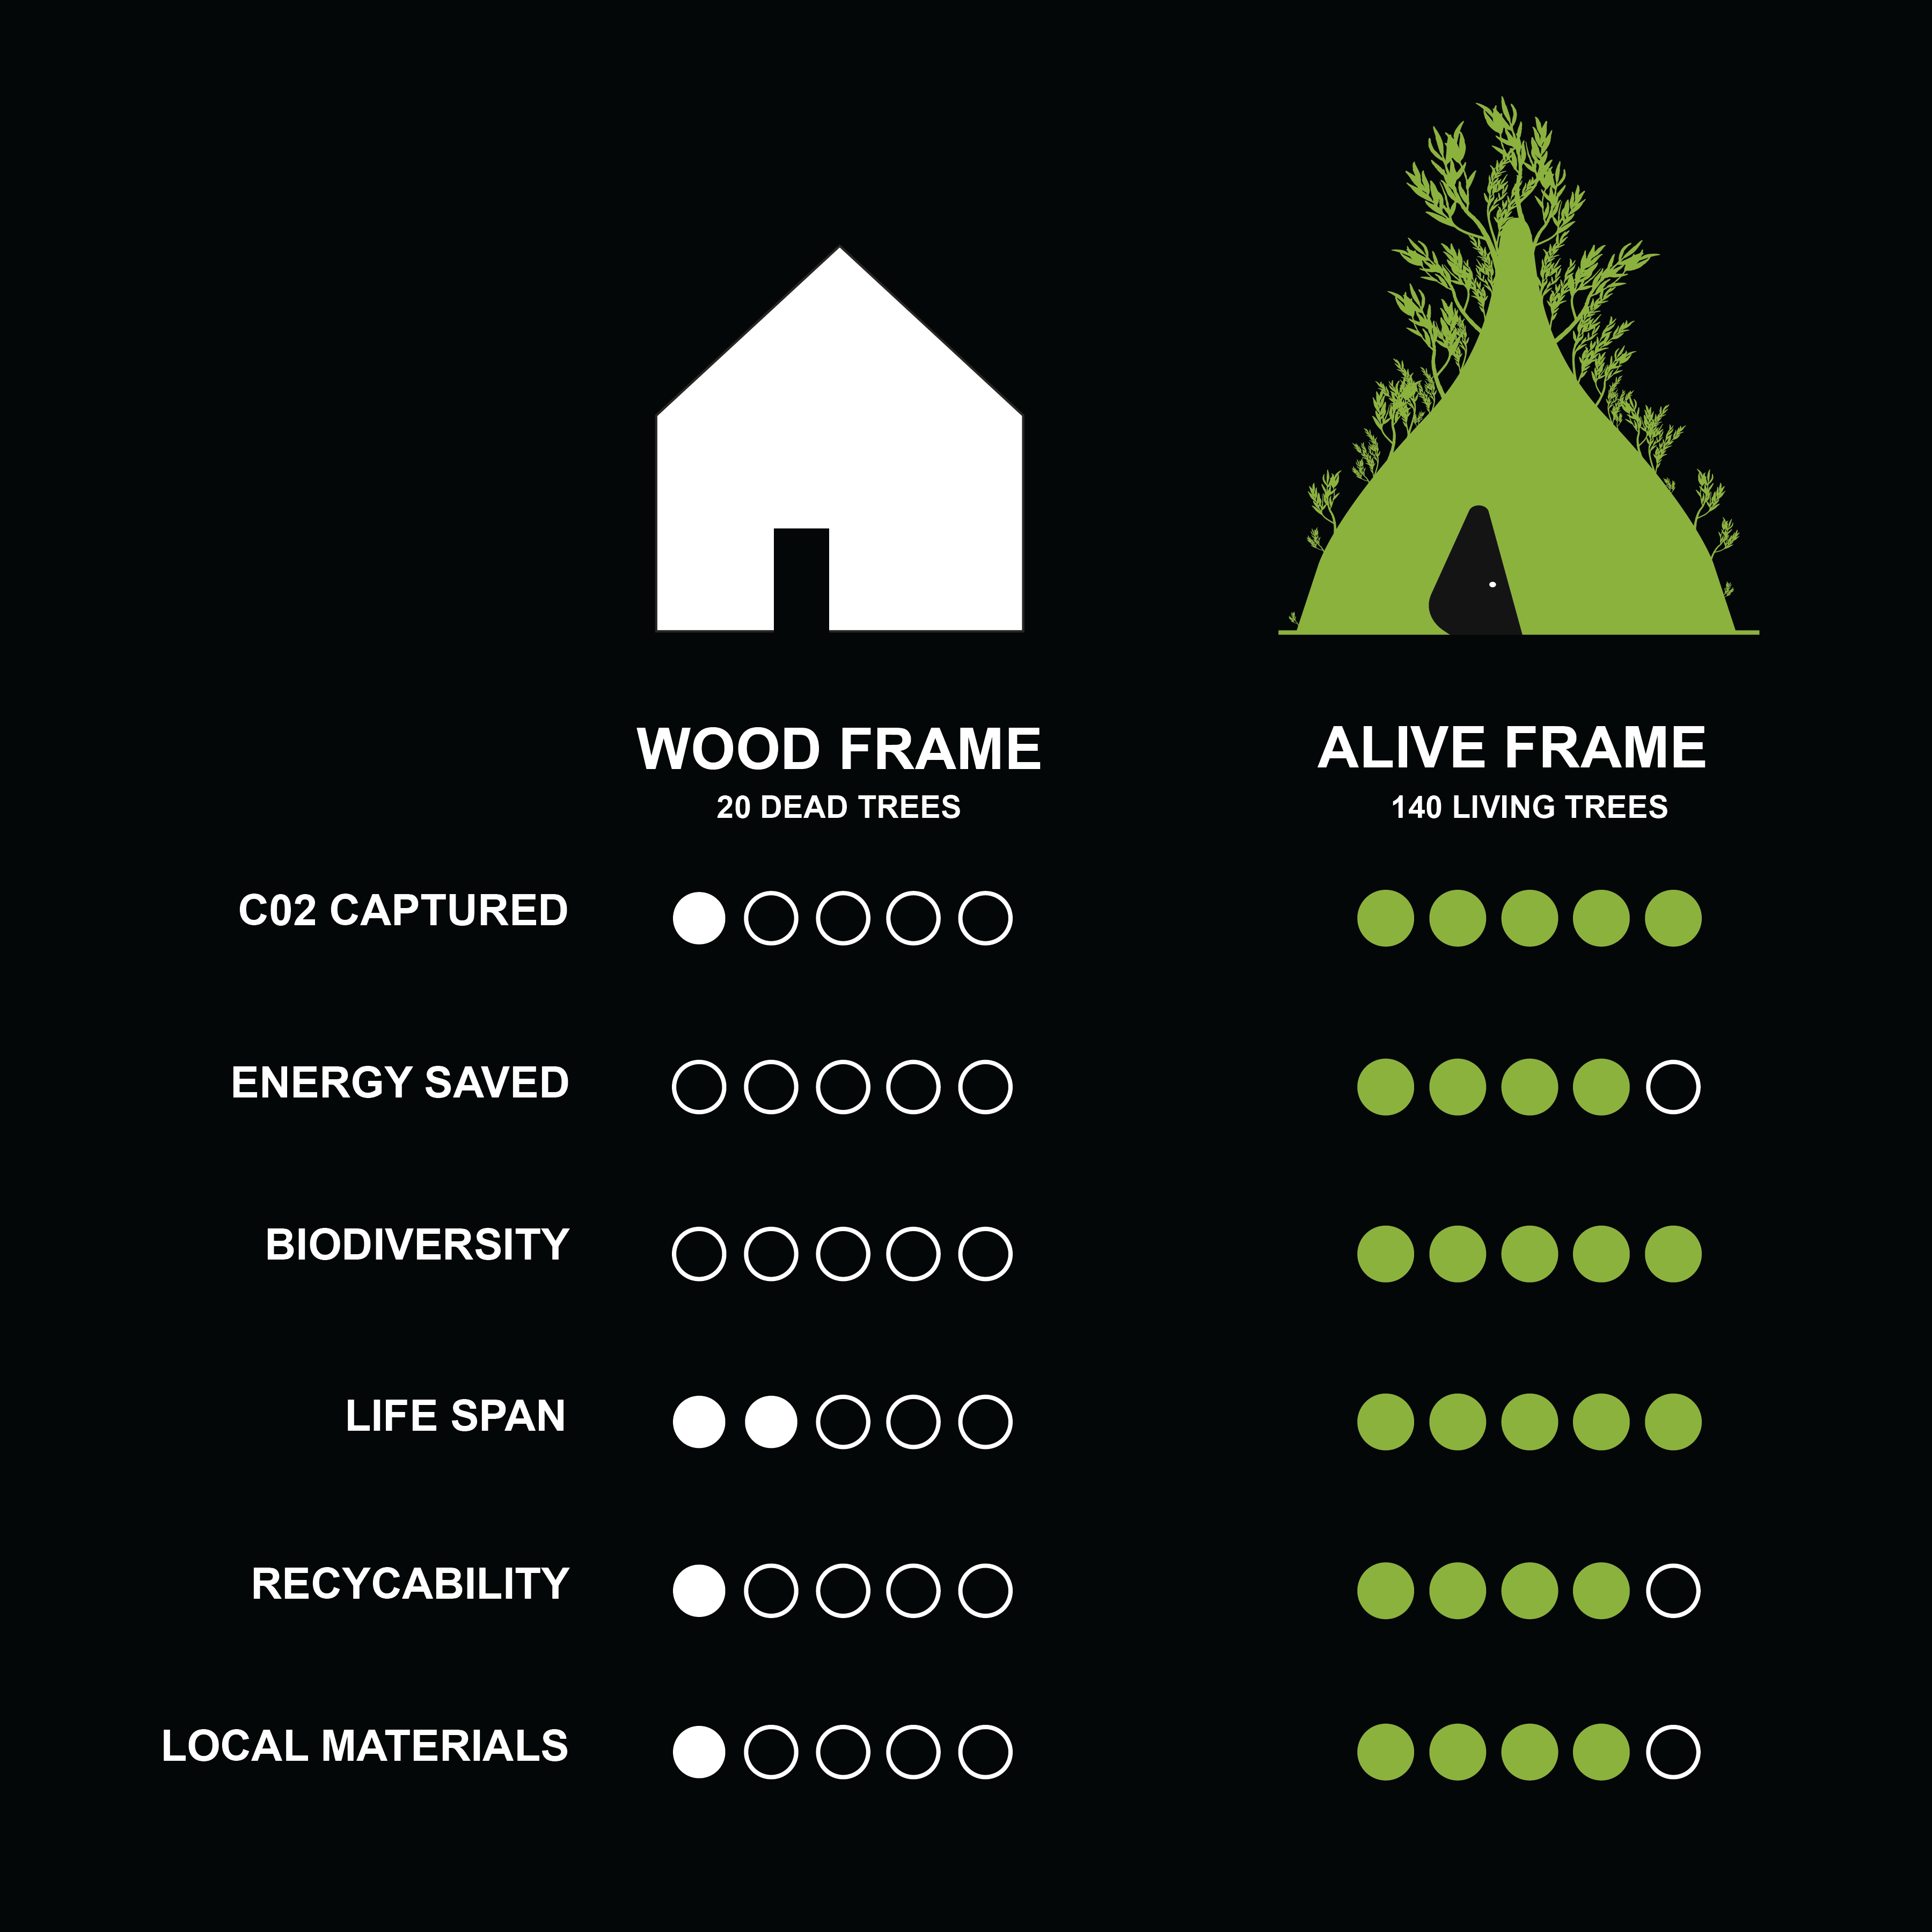 WOOD FRAME
20 DEAD TREES
ALIVE FRAME
140 LIVING TREES
C02 CAPTURED
ENERGY SAVED
BIODIVERSITY
LIFE SPAN
RECYCABILITY
LOCAL MATERIALS